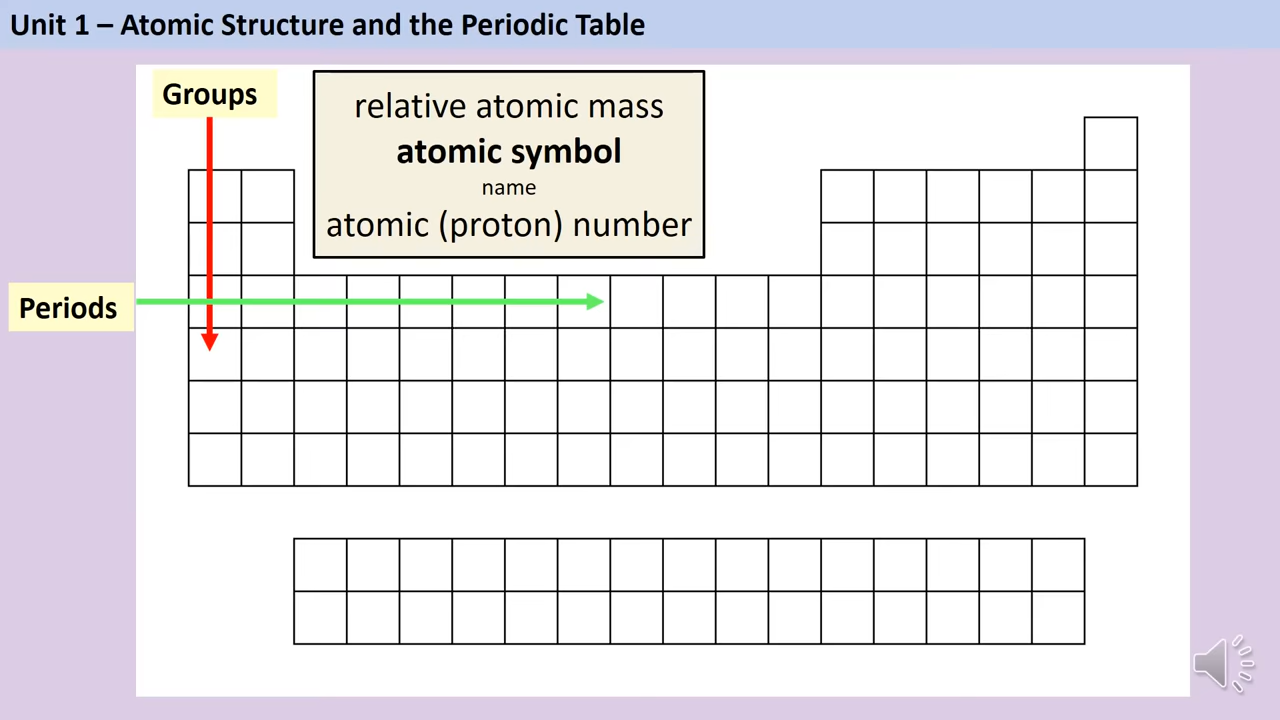 Unit 1 – Atomic Structure and the Periodic Table
Groups
relative atomic mass
atomic symbol
name
atomic (proton) number
Periods